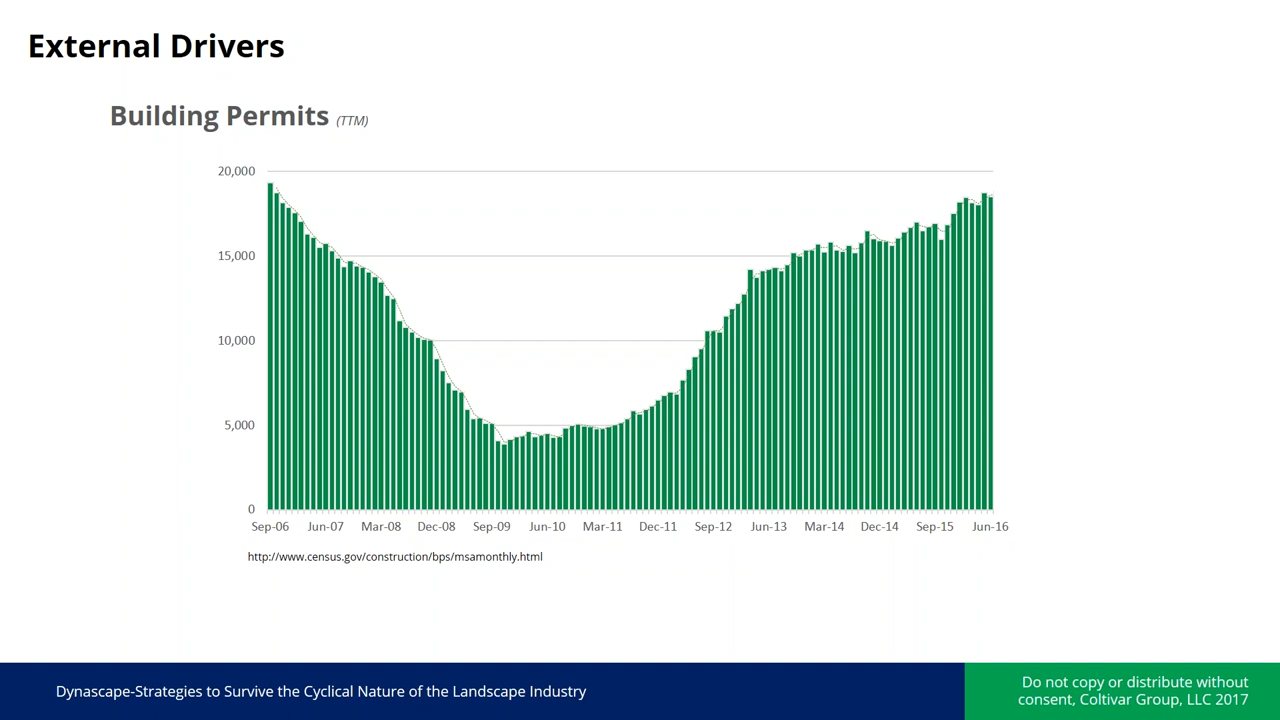 External Drivers
Building Permits (TTM)
20,000
15,000
10,000
5,000
0
Sep-06 Jun-07 Mar-08 Dec-08 Sep-09 Jun-10 Mar-11 Dec-11 Sep-12 Jun-13 Mar-14 Dec-14 Sep-15 Jun-16
http://www.census.gov/construction/bps/msamonthly.html
Dynascape-Strategies to Survive the Cyclical Nature of the Landscape Industry
Do not copy or distribute without
consent, Coltivar Group, LLC 2017